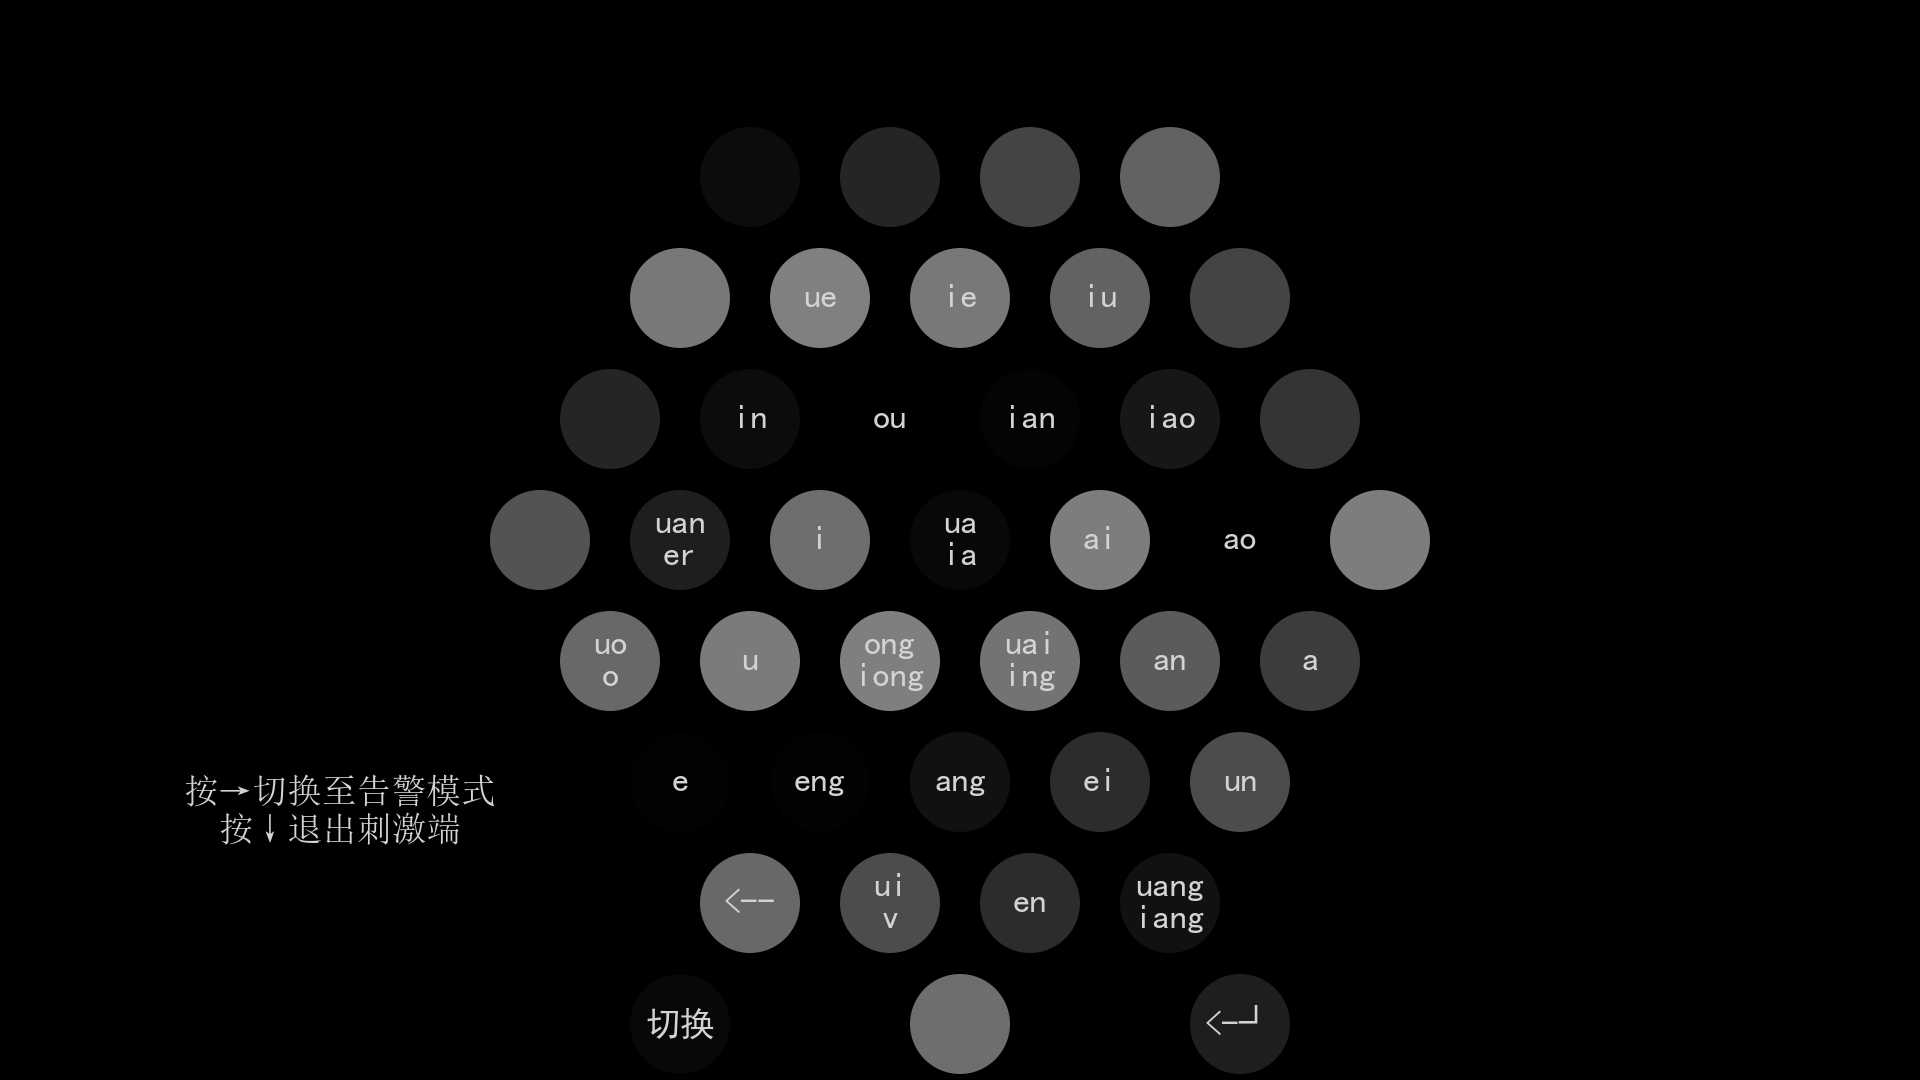 ue
ie
iu
in
ou
ian
iao
uan
er
i
ua
ia
ai
ao
uo
o
u
ong
iong
uai
ing
an
a
e
eng
ang
ei
un
按→切换至告警模式
按↓退出刺激端
<--
ui
v
en
uang
iang
切换
<-┘